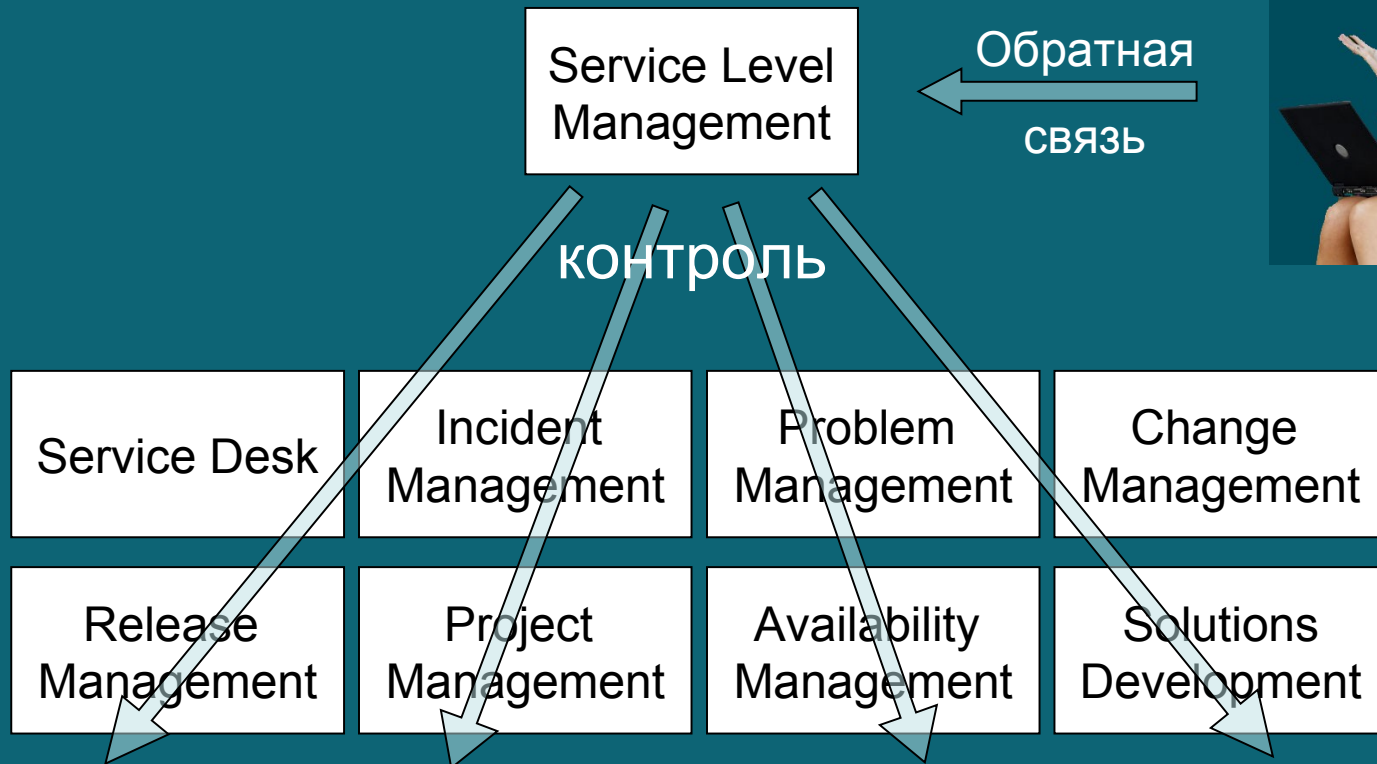 Service Level
Management
Обратная
связь
контроль
Service Desk
Incident
Management
Problem
Management
Change
Management
Release
Management
Project
Management
Availability
Management
Solutions
Development